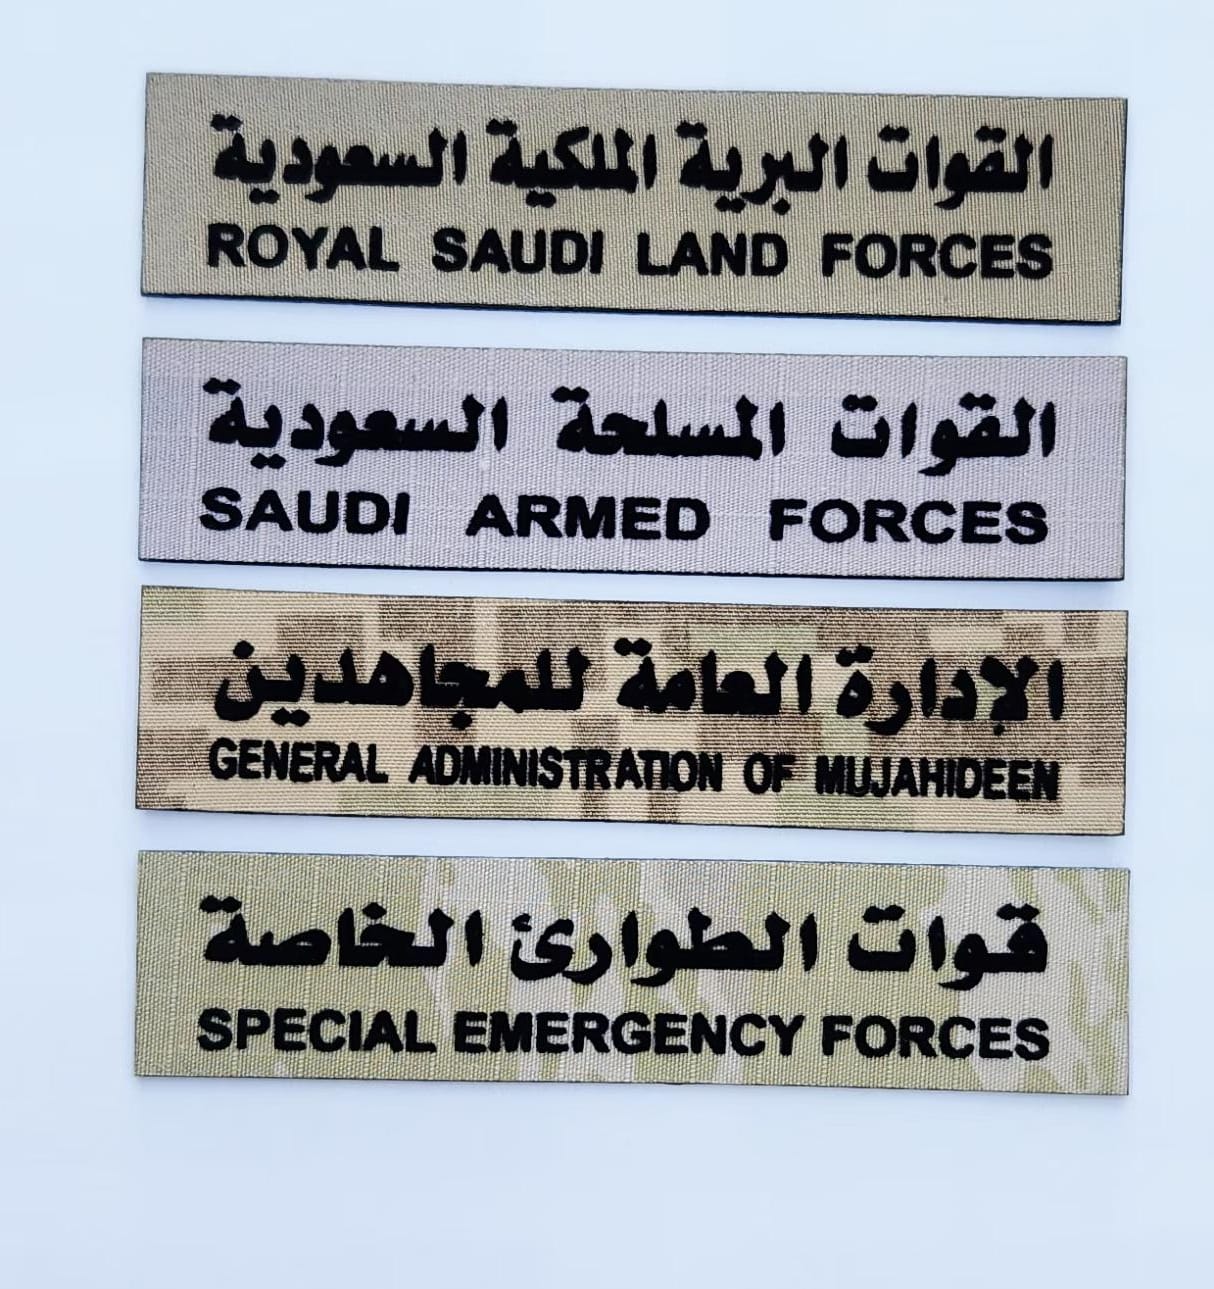 القوات البرية الملكية السعودية
ROYAL SAUDI LAND FORCES
القوات المسلحة السعودية
SAUDI ARMED FORCES
الإدارة العامة للمجاهدين
GENERAL ADMINISTRATION OF MUJAHIDEEN
قوات الطوارئ الخاصة
SPECIAL EMERGENCY FORCES